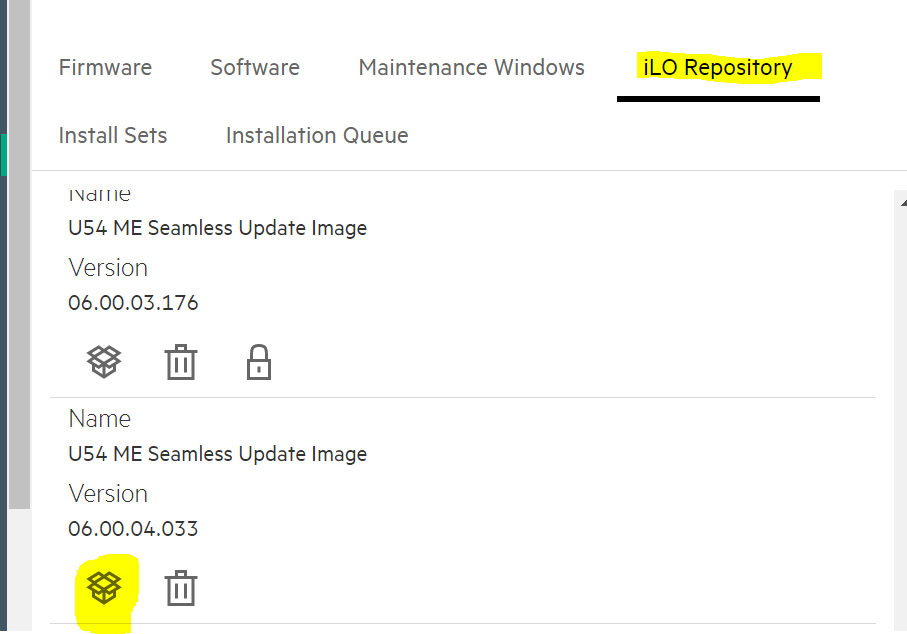 Firmware Software Maintenance Windows iLO Repository
Install Sets Installation Queue
Name
U54 ME Seamless Update Image
Version
06.00.03.176
Name
U54 ME Seamless Update Image
Version
06.00.04.033